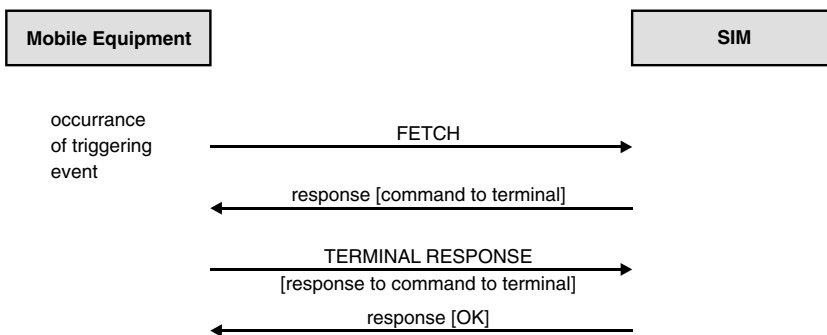 Mobile Equipment
SIM
occurrance
of triggering
event
FETCH
response [command to terminal]
TERMINAL RESPONSE
[response to command to terminal]
response [OK]